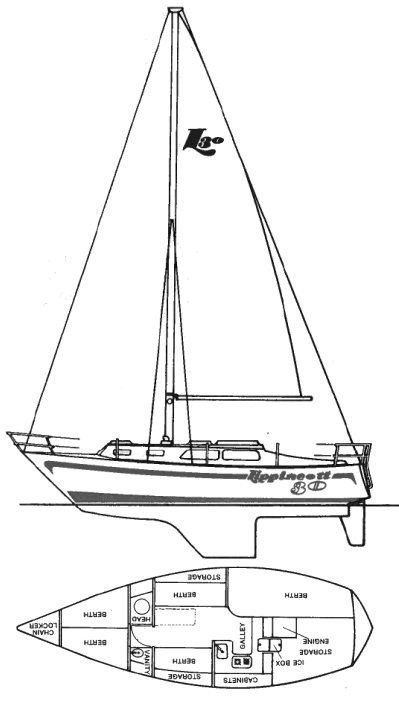 L30
Lippincott
30
STORAGE
BERTH
BERTH
BERTH
HEAD
CHAIN
LOCKER
BERTH
VANITY
BERTH
STORAGE
GALLEY
CABINETS
ICE BOX
STORAGE
ENGINE